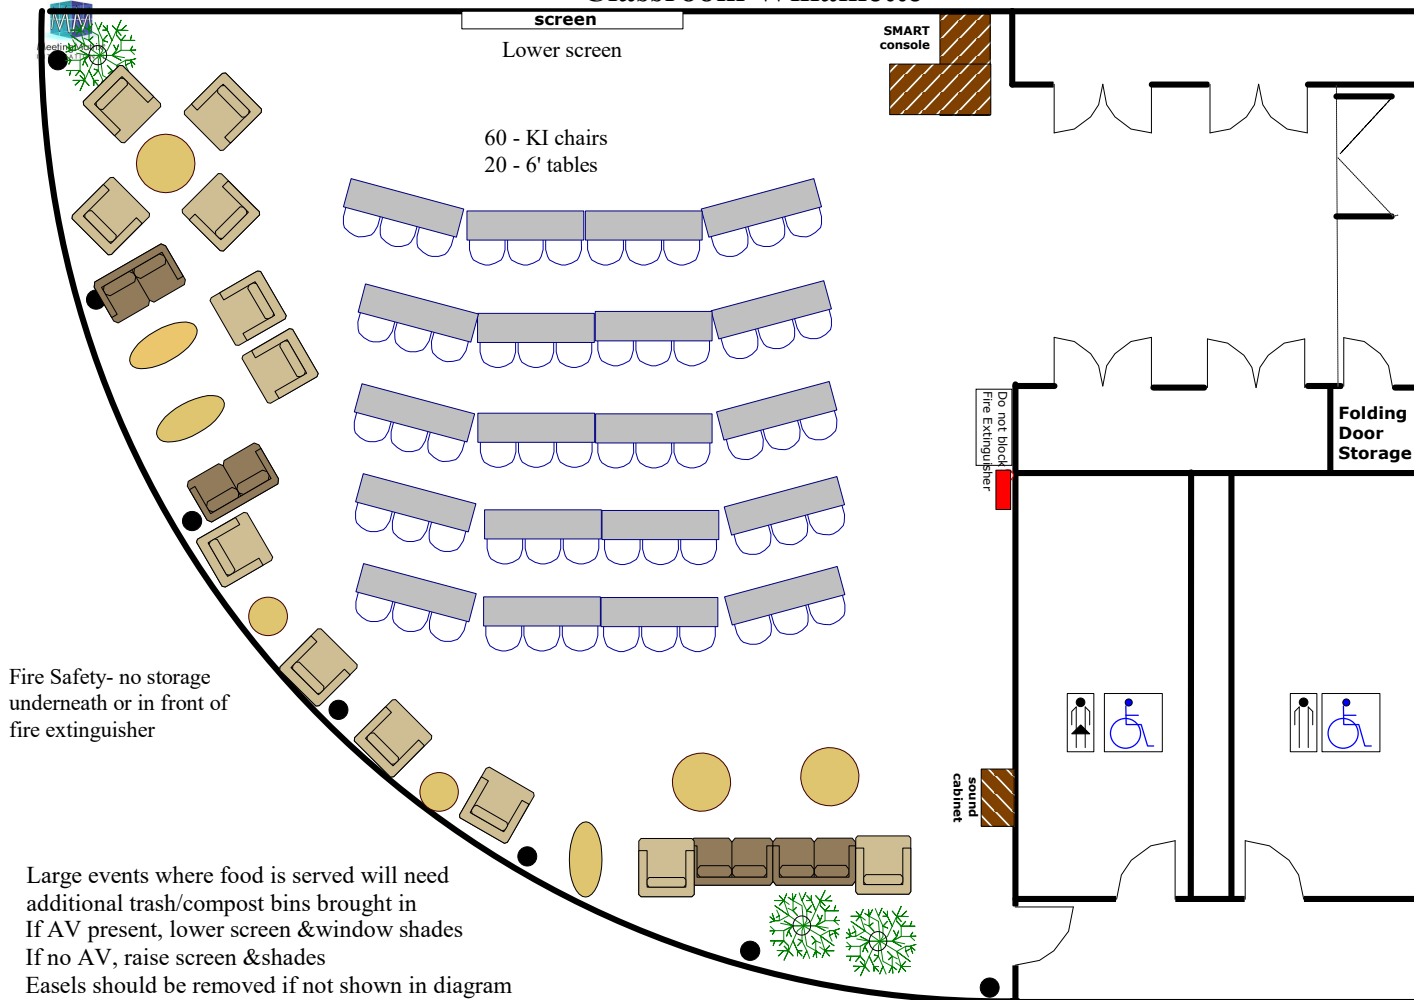 Classroom Willamette
screen
Lower screen
SMART
console
60 - KI chairs
20 - 6' tables
Do not block
Fire Extinguisher
Folding
Door
Storage
Fire Safety- no storage
underneath or in front of
fire extinguisher
sound
cabinet
Large events where food is served will need
additional trash/compost bins brought in
If AV present, lower screen &window shades
If no AV, raise screen &shades
Easels should be removed if not shown in diagram